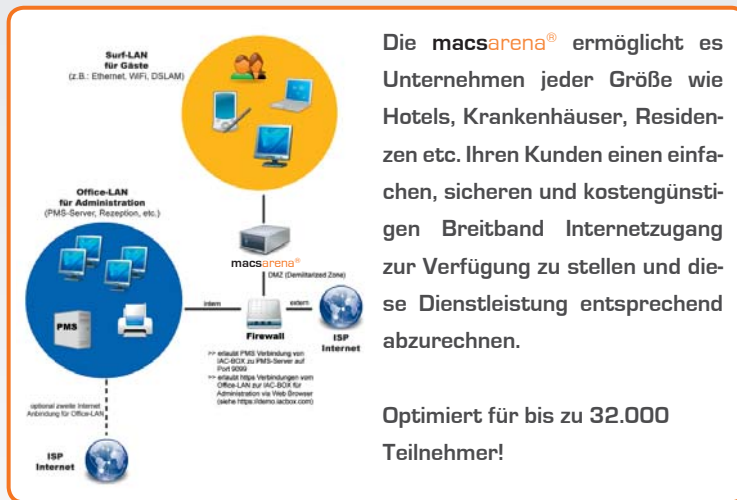 Surf-LAN
für Gäste
(z.B.: Ethernet, WiFi, DSLAM)
Office-LAN
für Administration
(PMS-Server, Rezeption, etc.)
PMS
macsarena®
DMZ (Demilitarized Zone)
intern
extern
Firewall
ISP
Internet
>> erlaubt PMS Verbindung von
IAC-BOX zu PMS-Server auf
Port 9099
>> erlaubt https Verbindungen vom
Office-LAN zur IAC-BOX für
Administration via Web Browser
(siehe https://demo.iacbox.com)
optional zweite Internet
Anbindung für Office-LAN
ISP
Internet
Die macsarena® ermöglicht es
Unternehmen jeder Größe wie
Hotels, Krankenhäuser, Residen-
zen etc. Ihren Kunden einen einfa-
chen, sicheren und kostengünsti-
gen Breitband Internetzugang
zur Verfügung zu stellen und die-
se Dienstleistung entsprechend
abzurechnen.
Optimiert für bis zu 32.000
Teilnehmer!